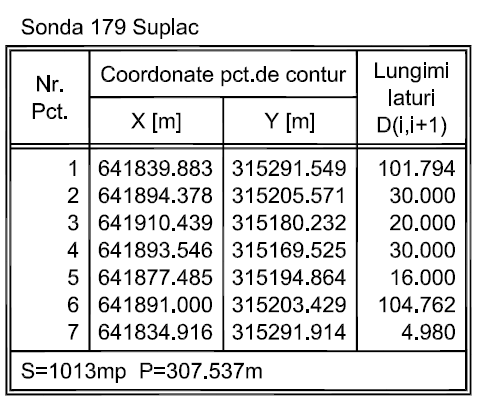 Sonda 179 Suplac
Nr. Pct. Coordonate pct.de contur Lungimi laturi D(i,i+1)
X [m] Y [m]
1 641839.883 315291.549 101.794
2 641894.378 315205.571 30.000
3 641910.439 315180.232 20.000
4 641893.546 315169.525 30.000
5 641877.485 315194.864 16.000
6 641891.000 315203.429 104.762
7 641834.916 315291.914 4.980
S=1013mp P=307.537m